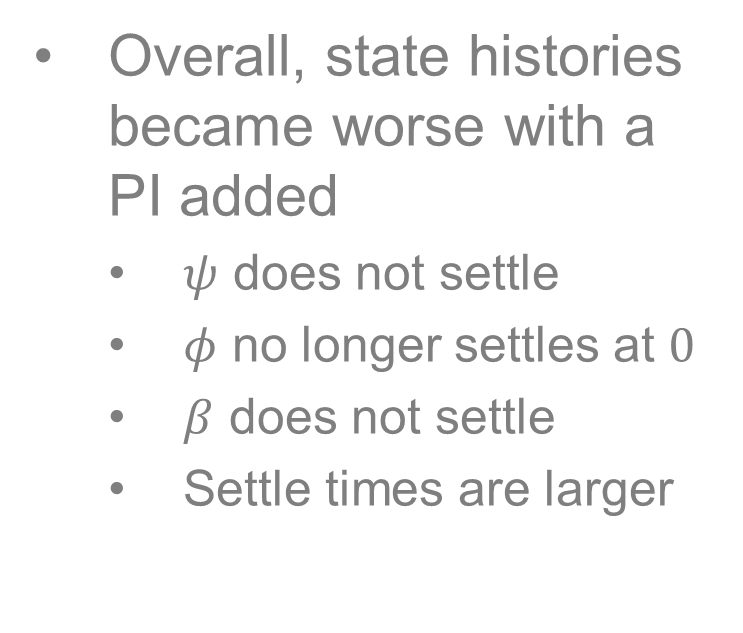 • Overall, state histories
became worse with a
PI added
• ψ does not settle
• ϕ no longer settles at 0
• β does not settle
• Settle times are larger